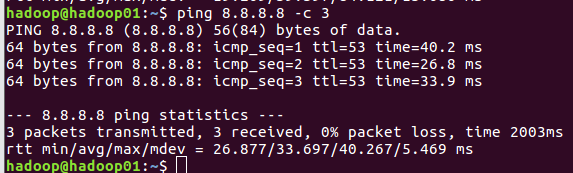 hadoop@hadoop01:~$ ping 8.8.8.8 -c 3
PING 8.8.8.8 (8.8.8.8) 56(84) bytes of data.
64 bytes from 8.8.8.8: icmp_seq=1 ttl=53 time=40.2 ms
64 bytes from 8.8.8.8: icmp_seq=2 ttl=53 time=26.8 ms
64 bytes from 8.8.8.8: icmp_seq=3 ttl=53 time=33.9 ms

--- 8.8.8.8 ping statistics ---
3 packets transmitted, 3 received, 0% packet loss, time 2003ms
rtt min/avg/max/mdev = 26.877/33.697/40.267/5.469 ms
hadoop@hadoop01:~$